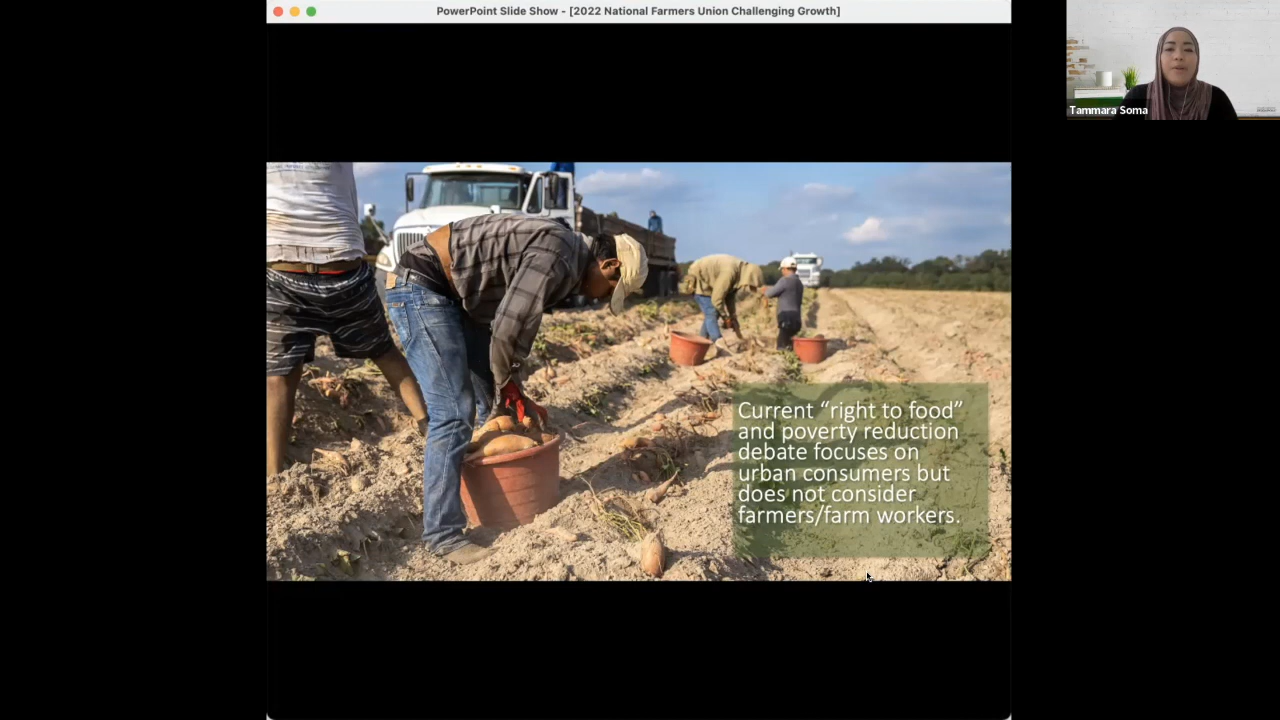 PowerPoint Slide Show - [2022 National Farmers Union Challenging Growth]
Tammara Soma
Current “right to food”
and poverty reduction
debate focuses on
urban consumers but
does not consider
farmers/farm workers.